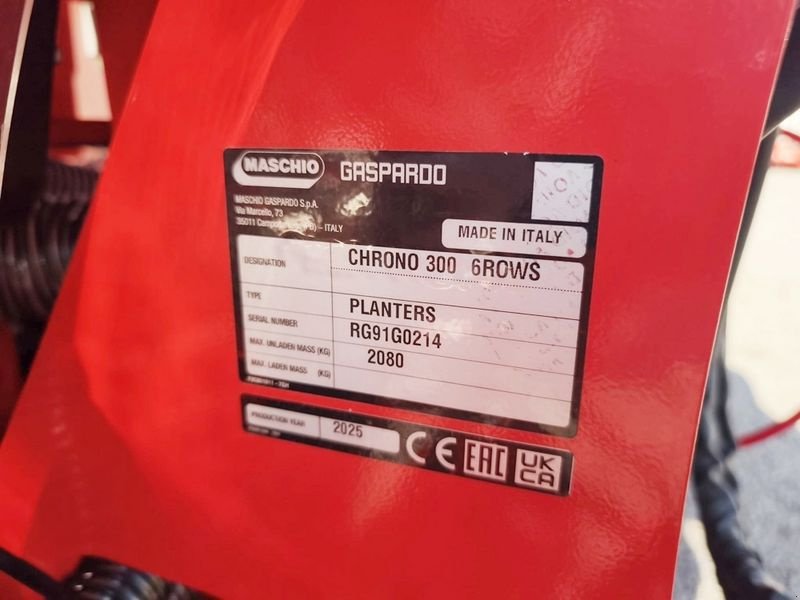 MASCHIO GASPARDO
MASCHIO GASPARDO S.p.A.
Via Marcello, 73
35011 – ITALY
MADE IN ITALY
DESIGNATION CHRONO 300 6ROWS
TYPE PLANTERS
SERIAL NUMBER RG91G0214
MAX. UNLADEN MASS (KG) 2080
MAX. LADEN MASS (KG)
PRODUCTION YEAR 2025
CE EAC UK CA